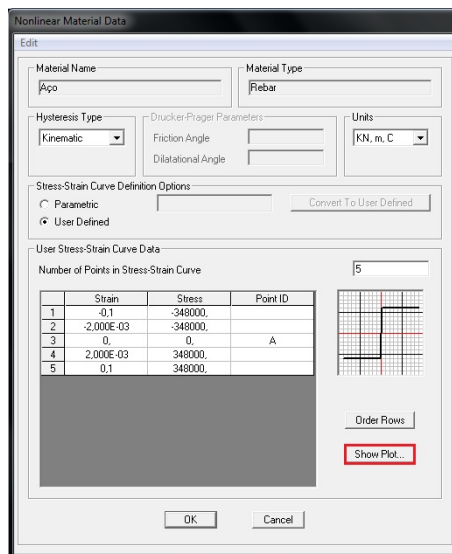 Nonlinear Material Data
Edit
Material Name
Material Type
Aço
Rebar
Hysteresis Type
Drucker-Prager Parameters
Units
Kinematic
Friction Angle
KN, m, C
Dilatational Angle
Stress-Strain Curve Definition Options
Parametric
Convert To User Defined
User Defined
User Stress-Strain Curve Data
Number of Points in Stress-Strain Curve
5
Strain Stress Point ID
1 -0,1 -348000,
2 -2,000E-03 -348000,
3 0, 0, A
4 2,000E-03 348000,
5 0,1 348000,
Order Rows
Show Plot...
OK
Cancel